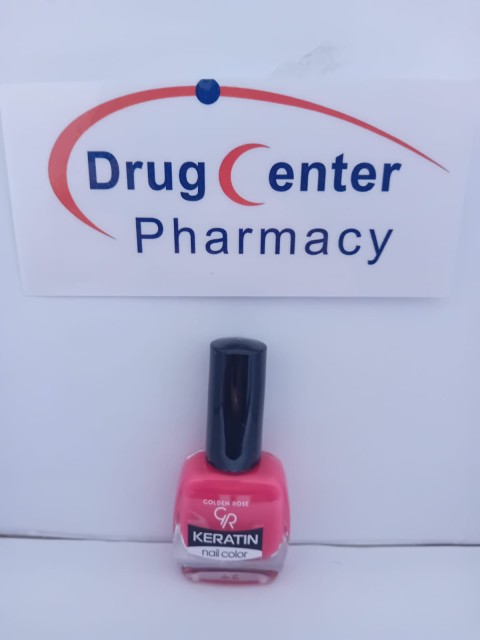 Drug Center
Pharmacy
GOLDEN ROSE
GR
KERATIN
nail color